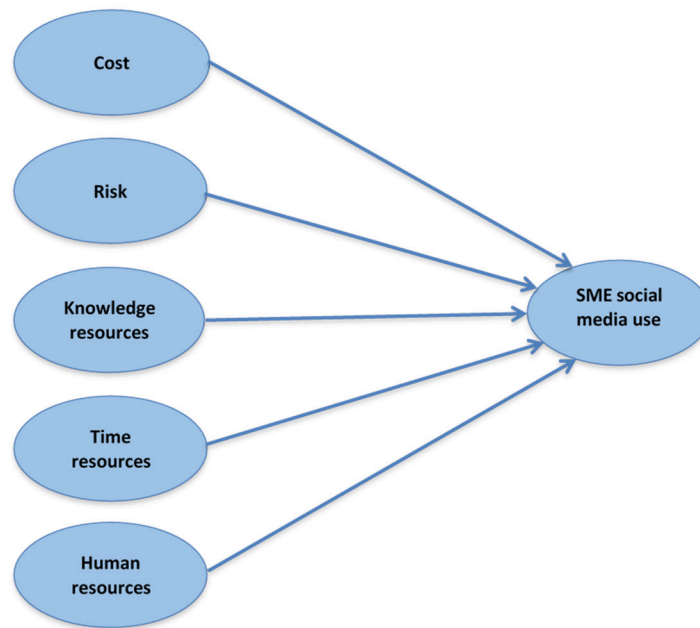 Cost
Risk
Knowledge
resources
Time
resources
Human
resources
SME social
media use